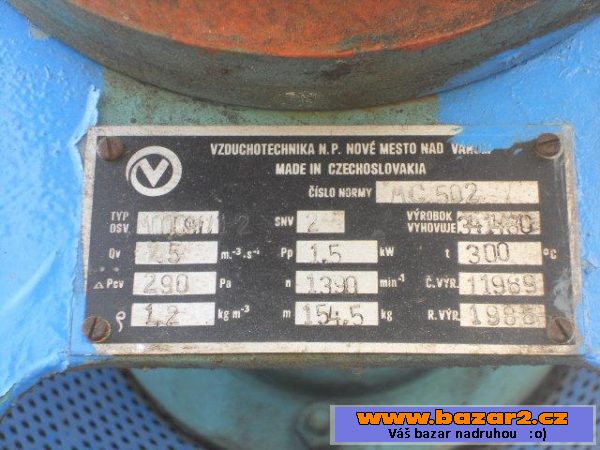 VZDUCHOTECHNIKA N.P. NOVÉ MESTO NAD VÁHOM
MADE IN CZECHOSLOVAKIA
ČÍSLO NORMY 502
TYP SNV 2 VÝROBOK
OSV. VYHOVUJE
Qv m.⁻³.s⁻¹ Pp 1.5 kW t 300 °C
△ Pcv 290 Pa n 1390 min⁻¹ Č.VÝR. 11969
ρ 1.2 kg m⁻³ m 154.5 kg R.VÝR. 1988
www.bazar2.cz
Váš bazar nadruhou :o)